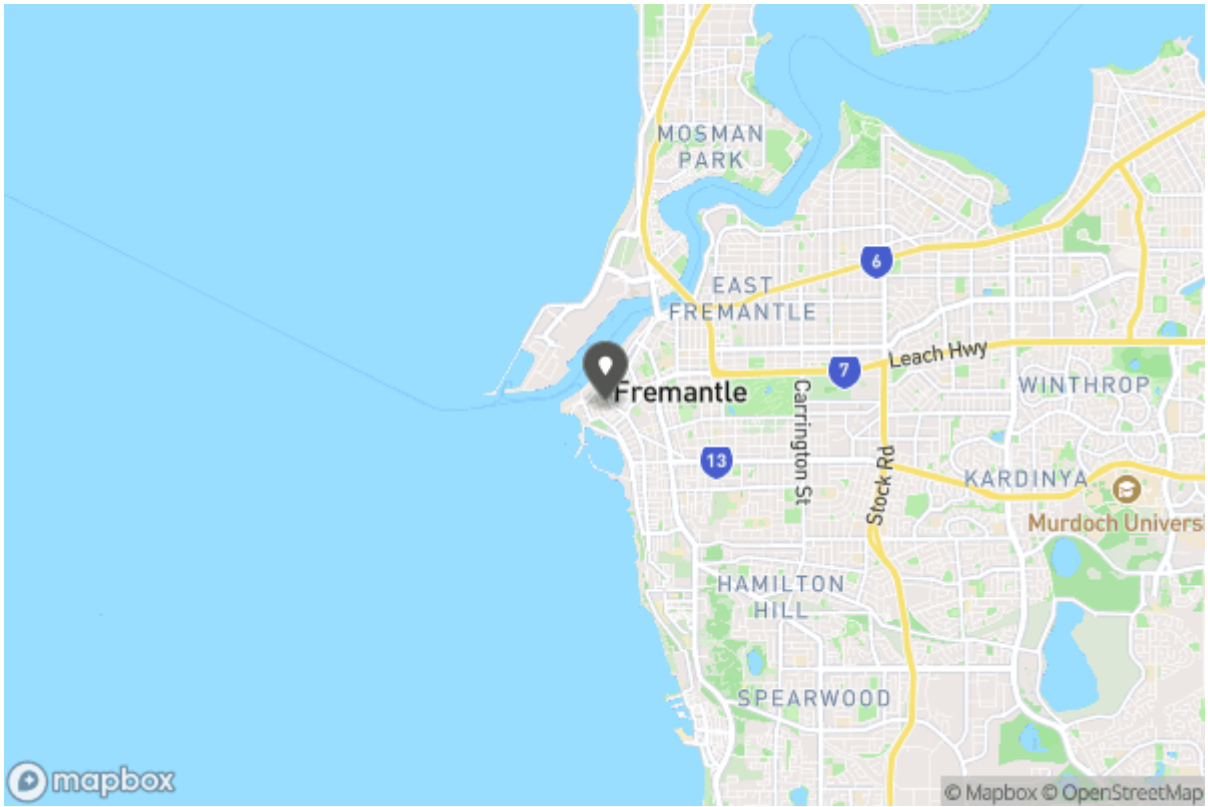 MOSMAN
PARK
6
EAST
FREMANTLE
Leach Hwy
7
Fremantle
WINTHROP
Carrington St
13
Stock Rd
KARDINYA
Murdoch Universi
HAMILTON
HILL
SPEARWOOD
mapbox
© Mapbox © OpenStreetMap